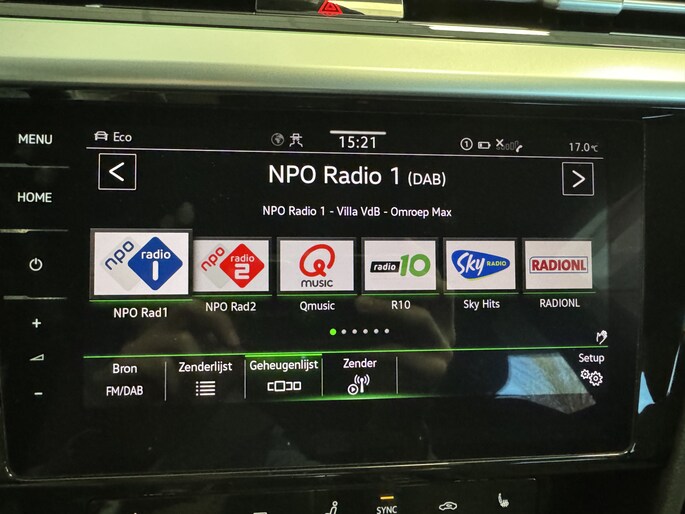 MENU
HOME
Eco
15:21
1
17.0°C
NPO Radio 1 (DAB)
NPO Radio 1 - Villa VdB - Omroep Max
npo radio 1
npo radio 2
Q MUSIC
radio 10
Sky RADIO
RADIONL
NPO Rad1
NPO Rad2
Qmusic
R10
Sky Hits
RADIONL
Bron
Zenderlijst
Geheugenlijst
Zender
Setup
FM/DAB
SYNC